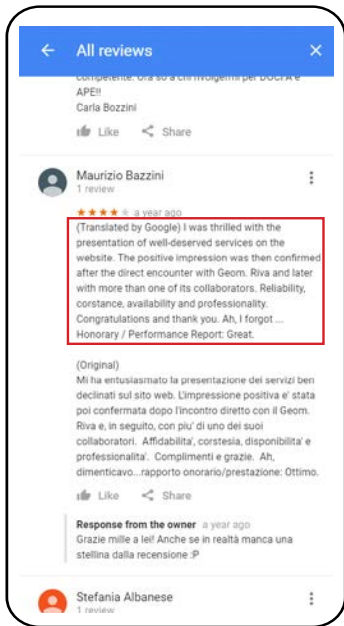 All reviews
competente. Ora so a chi rivolgermi per DOCFA e
APE!!
Carla Bozzini
Like Share
Maurizio Bazzini
1 review
a year ago
(Translated by Google) I was thrilled with the
presentation of well-deserved services on the
website. The positive impression was then confirmed
after the direct encounter with Geom. Riva and later
with more than one of its collaborators. Reliability,
corstance, availability and professionality.
Congratulations and thank you. Ah, I forgot ...
Honorary / Performance Report: Great.
(Original)
Mi ha entusiasmato la presentazione dei servizi ben
declinati sul sito web. L'impressione positiva e' stata
poi confermata dopo l'incontro diretto con il Geom.
Riva e, in seguito, con piu' di uno dei suoi
collaboratori. Affidabilita', corstesia, disponibilita' e
professionalita'. Complimenti e grazie. Ah,
dimenticavo...rapporto onorario/prestazione: Ottimo.
Like Share
Response from the owner a year ago
Grazie mille a lei! Anche se in realtà manca una
stellina dalla recensione :P
Stefania Albanese
1 review